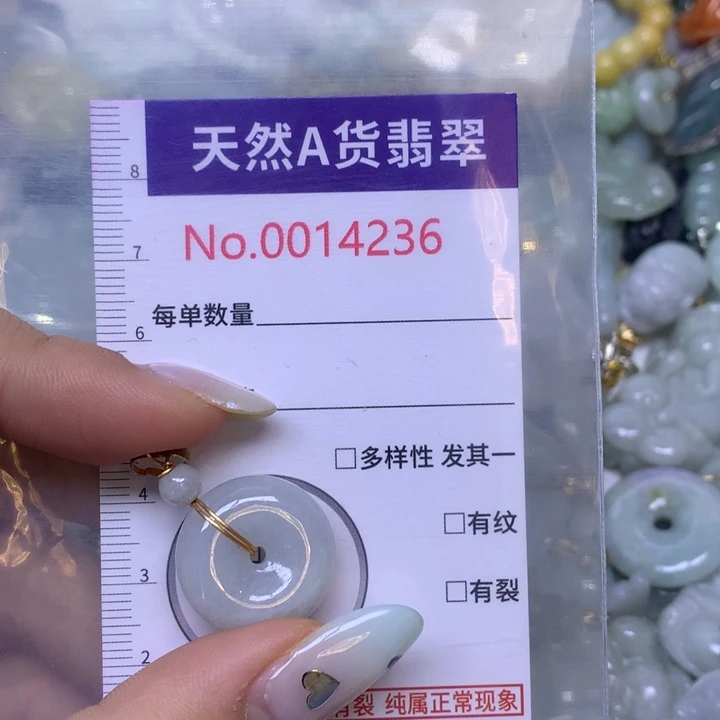 天然A货翡翠
8
No.0014236
7
每单数量
6
□多样性 发其一
4
□有纹
3
□有裂
2
有裂 纯属正常现象